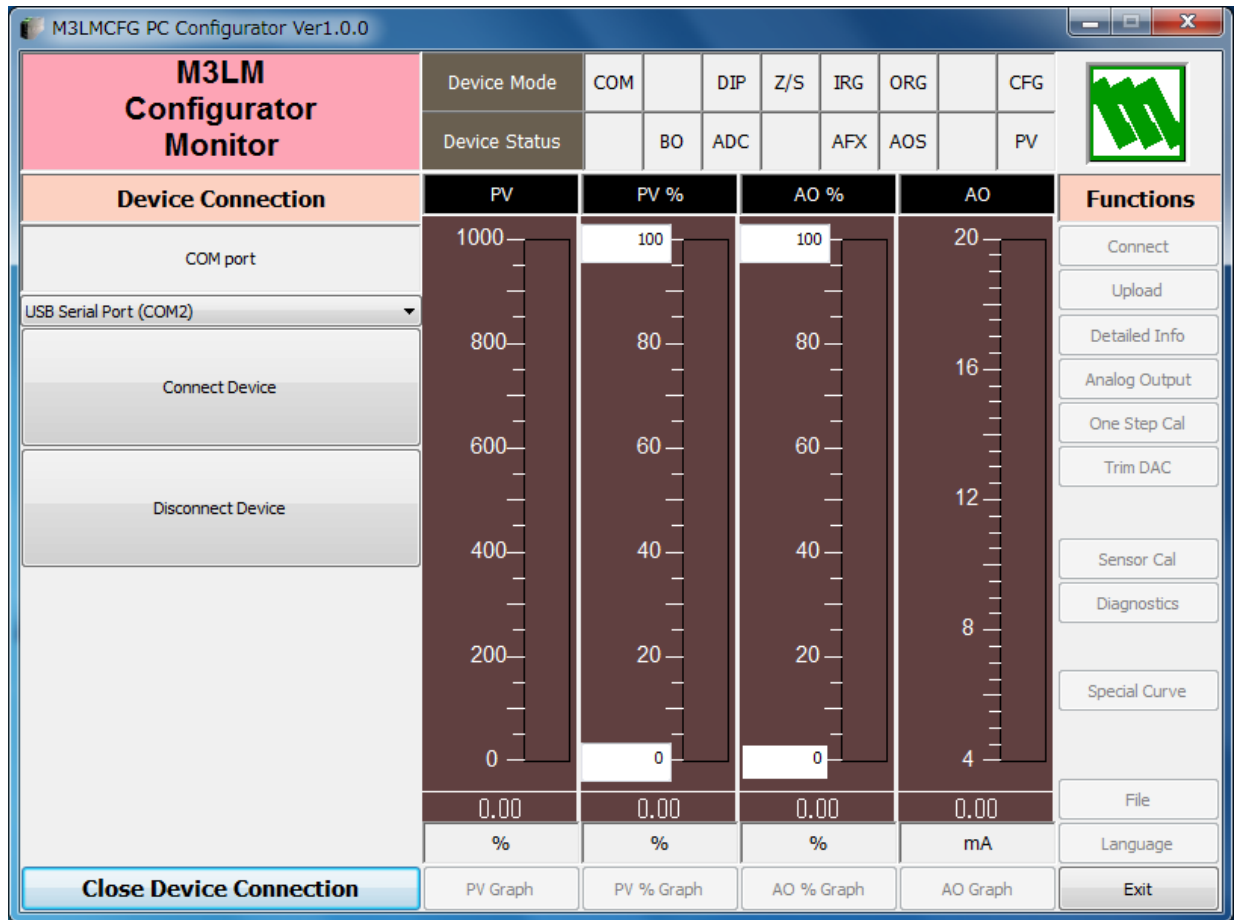 M3LMCFG PC Configurator Ver1.0.0
M3LM
Configurator
Monitor
Device Mode COM DIP Z/S IRG ORG CFG
Device Status BO ADC AFX AOS PV
Device Connection
COM port
USB Serial Port (COM2)
Connect Device
Disconnect Device
Close Device Connection
PV
1000
800
600
400
200
0
0.00
%
PV Graph
PV %
100
80
60
40
20
0
0.00
%
PV % Graph
AO %
100
80
60
40
20
0
0.00
%
AO % Graph
AO
20
16
12
8
4
0.00
mA
AO Graph
Functions
Connect
Upload
Detailed Info
Analog Output
One Step Cal
Trim DAC
Sensor Cal
Diagnostics
Special Curve
File
Language
Exit